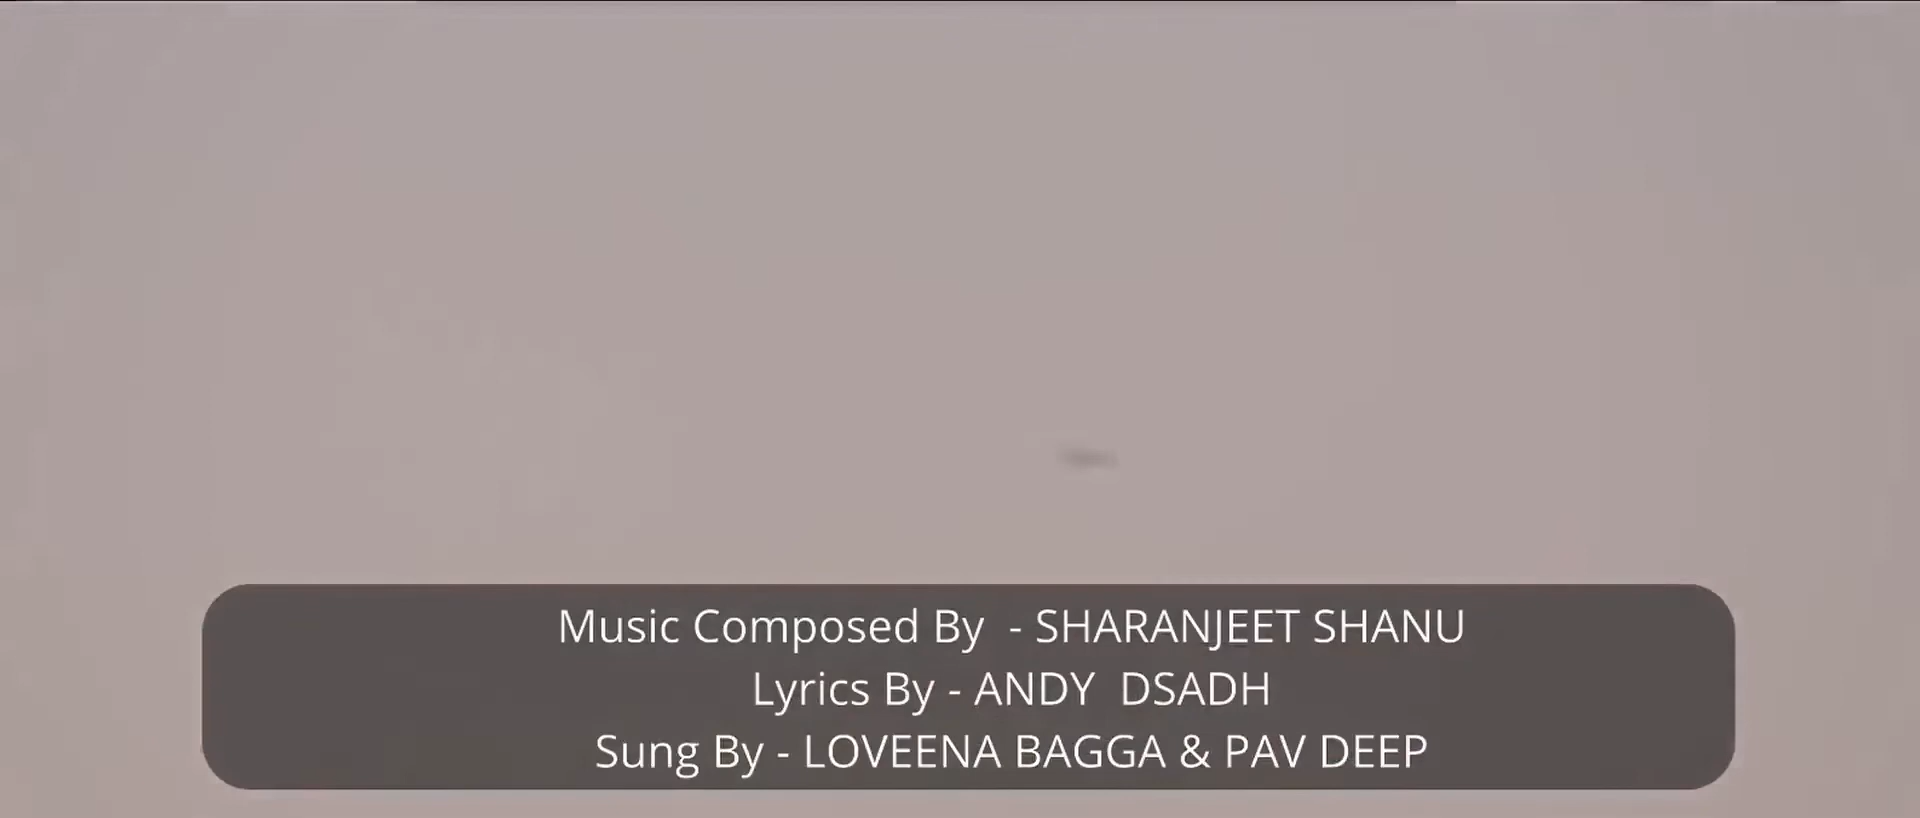 Music Composed By  - SHARANJEET SHANU
Lyrics By - ANDY  DSADH
Sung By - LOVEENA BAGGA & PAV DEEP